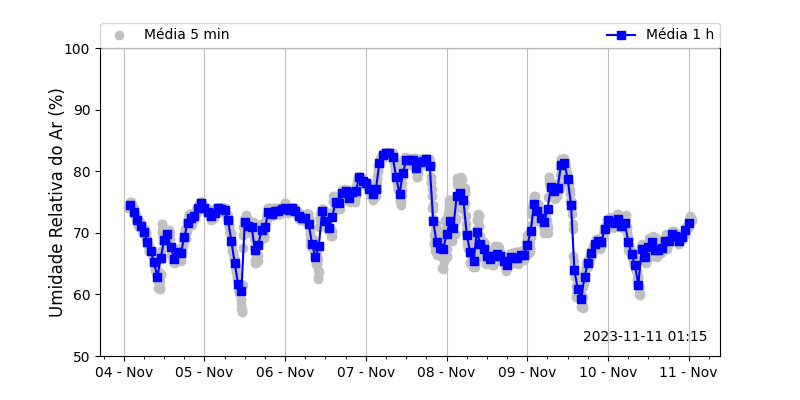 Média 5 min
Média 1 h
Umidade Relativa do Ar (%)
100
90
80
70
60
50
2023-11-11 01:15
04 - Nov
05 - Nov
06 - Nov
07 - Nov
08 - Nov
09 - Nov
10 - Nov
11 - Nov